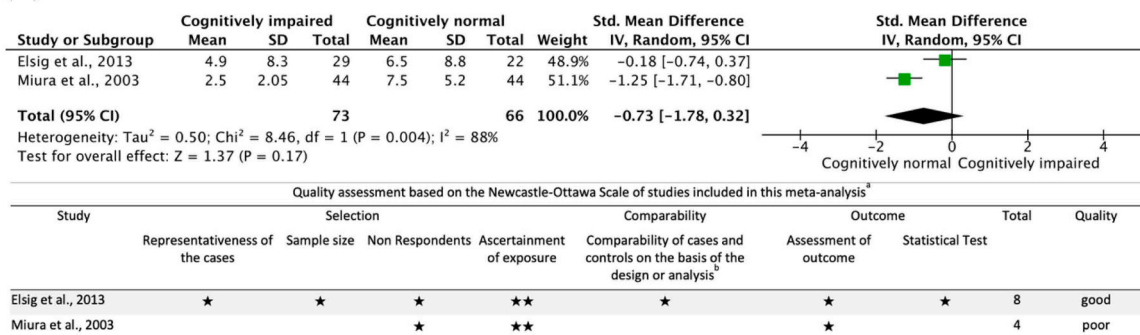 Cognitively impaired Cognitively normal Std. Mean Difference Std. Mean Difference
Study or Subgroup Mean SD Total Mean SD Total Weight IV, Random, 95% CI IV, Random, 95% CI
Elsig et al., 2013 4.9 8.3 29 6.5 8.8 22 48.9% −0.18 [−0.74, 0.37]
Miura et al., 2003 2.5 2.05 44 7.5 5.2 44 51.1% −1.25 [−1.71, −0.80]
Total (95% CI) 73 66 100.0% −0.73 [−1.78, 0.32]
Heterogeneity: Tau² = 0.50; Chi² = 8.46, df = 1 (P = 0.004); I² = 88%
Test for overall effect: Z = 1.37 (P = 0.17)
−4 −2 0 2 4
Cognitively normal Cognitively impaired
Quality assessment based on the Newcastle-Ottawa Scale of studies included in this meta-analysisᵃ
Study Selection Comparability Outcome Total Quality
Representativeness of Sample size Non Respondents Ascertainment Comparability of cases and Assessment of Statistical Test
the cases of exposure controls on the basis of the outcome
design or analysisᵇ
Elsig et al., 2013 ★ ★ ★ ★★ ★ ★ ★ 8 good
Miura et al., 2003 ★ ★★ ★ 4 poor